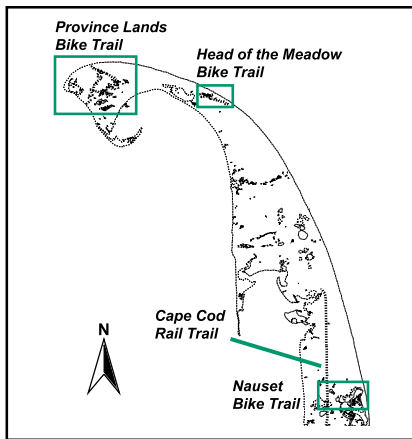 Province Lands
Bike Trail
Head of the Meadow
Bike Trail
N
Cape Cod
Rail Trail
Nauset
Bike Trail